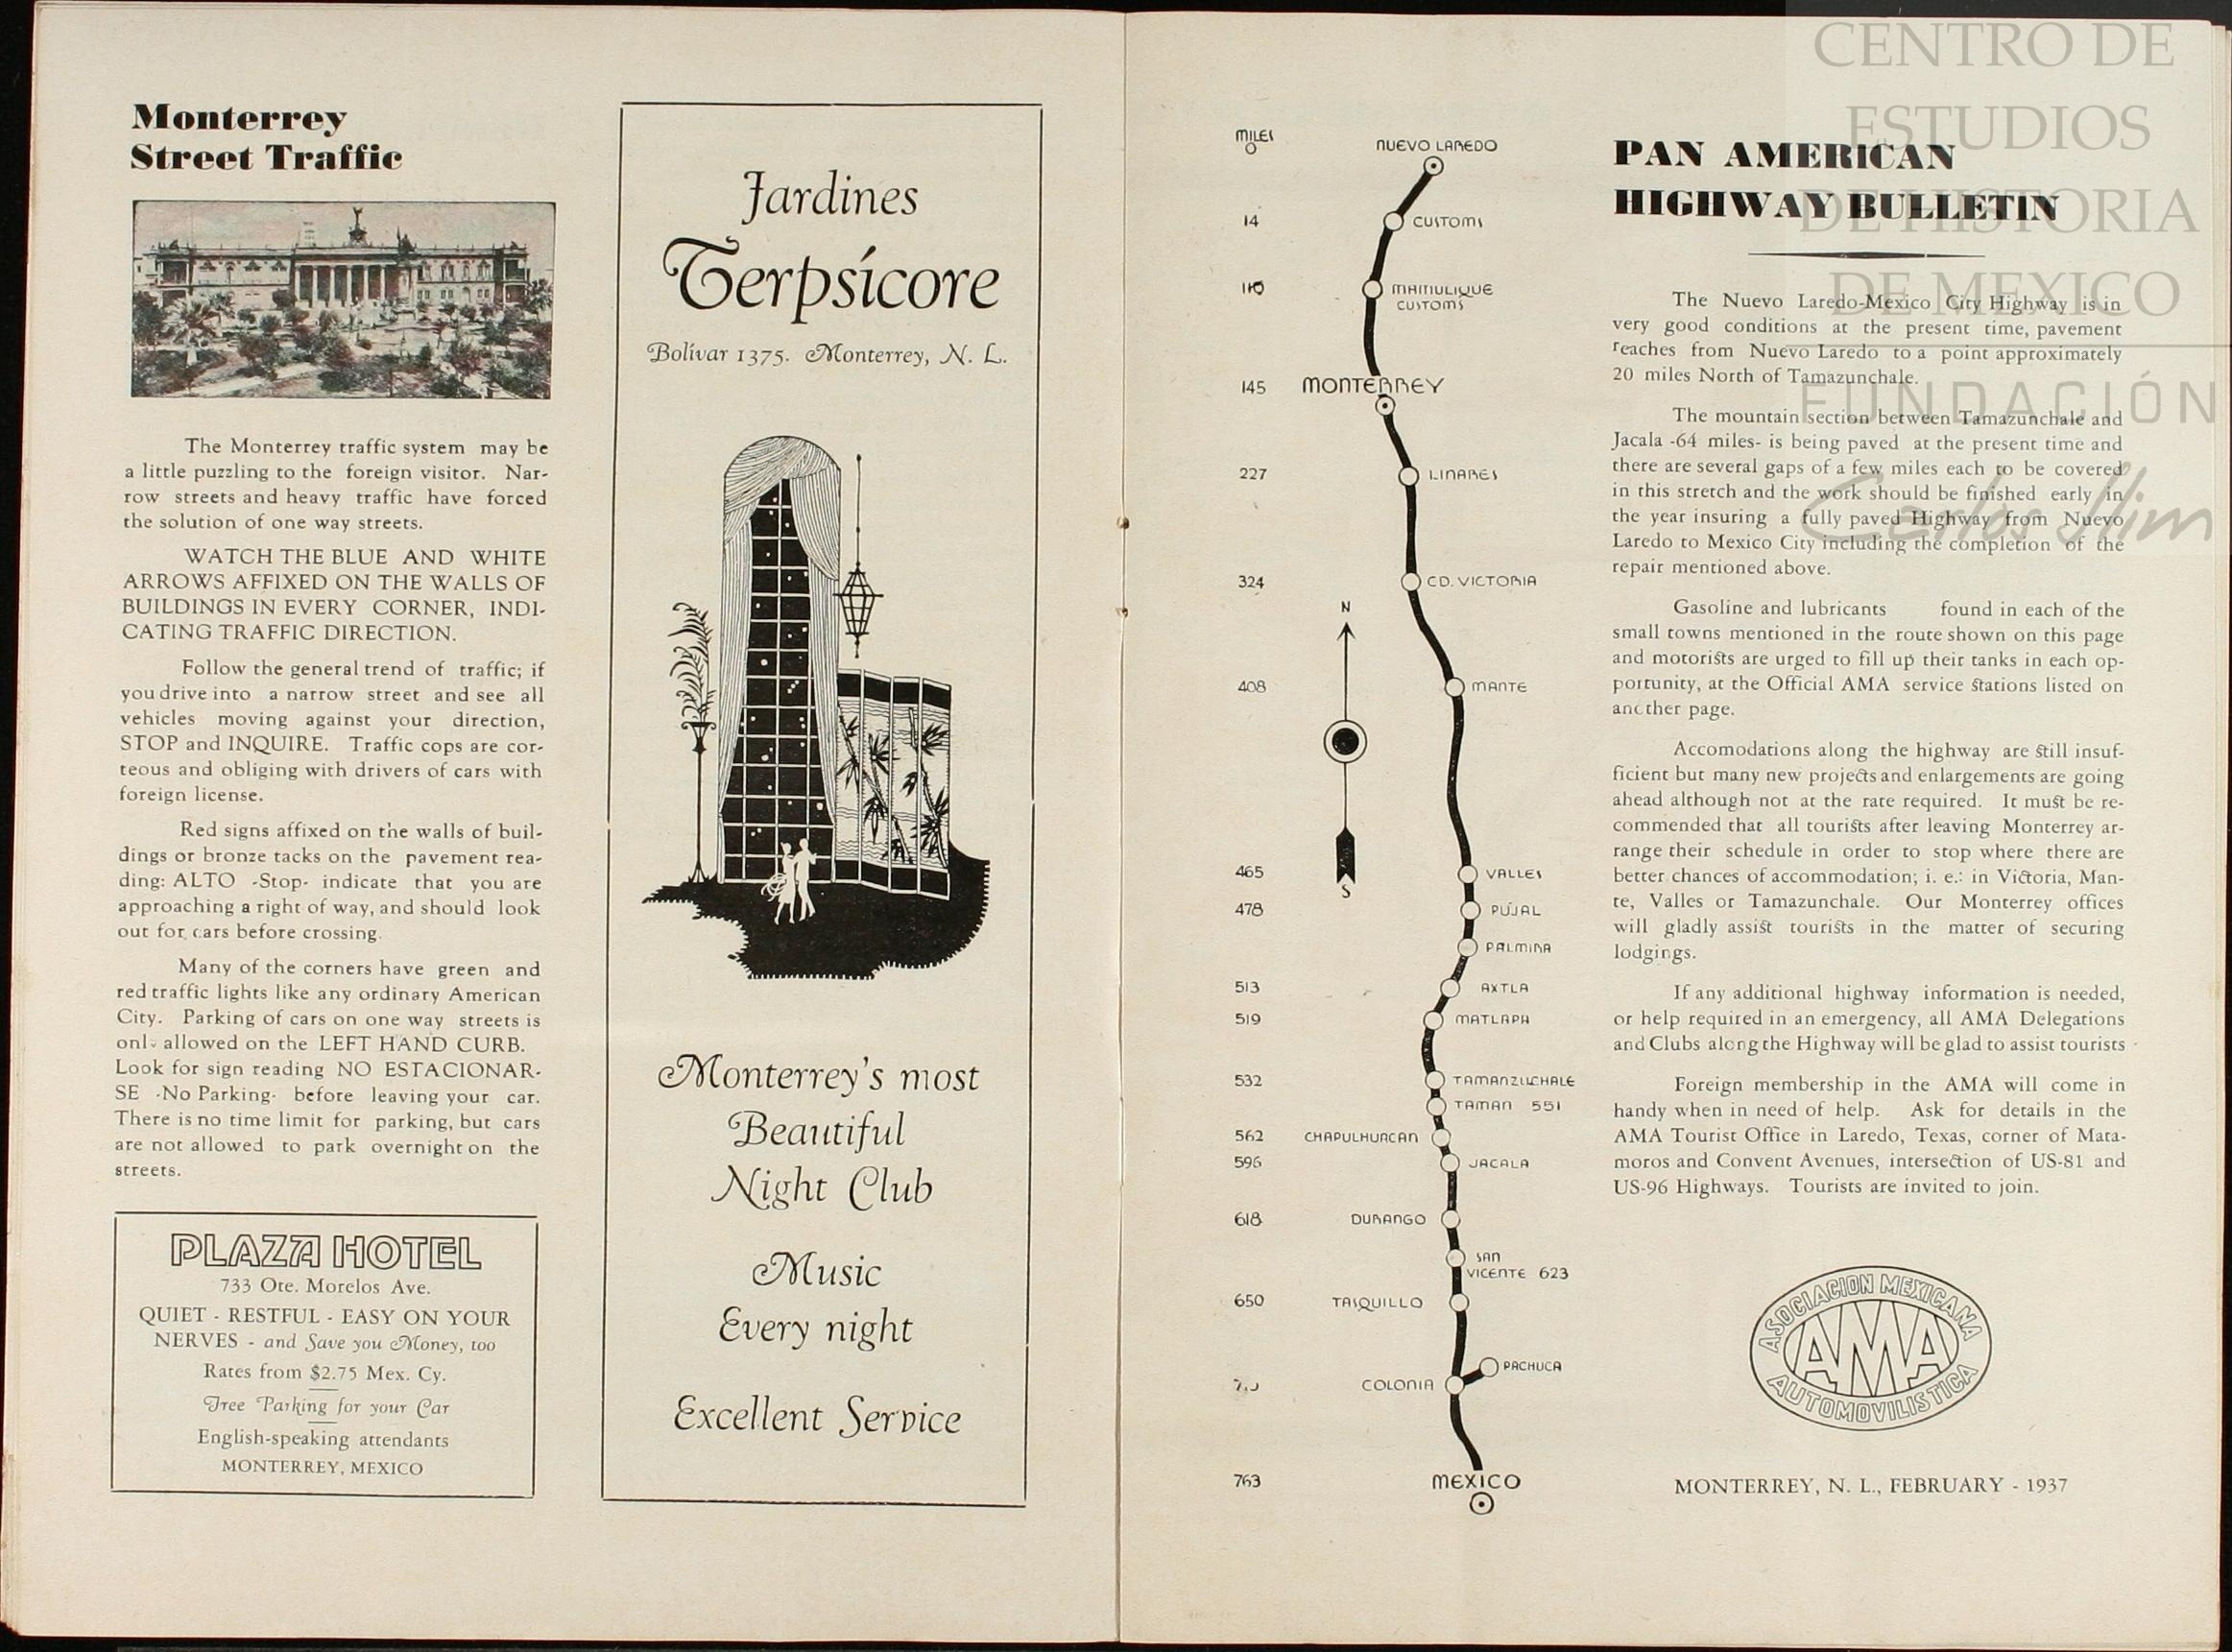 Monterrey
Street Traffic
The Monterrey traffic system may be
a little puzzling to the foreign visitor. Nar-
row streets and heavy traffic have forced
the solution of one way streets.
WATCH THE BLUE AND WHITE
ARROWS AFFIXED ON THE WALLS OF
BUILDINGS IN EVERY CORNER, INDI-
CATING TRAFFIC DIRECTION.
Follow the general trend of traffic; if
you drive into a narrow street and see all
vehicles moving against your direction,
STOP and INQUIRE. Traffic cops are cor-
teous and obliging with drivers of cars with
foreign license.
Red signs affixed on the walls of buil-
dings or bronze tacks on the pavement rea-
ding: ALTO -Stop- indicate that you are
approaching a right of way, and should look
out for cars before crossing.
Many of the corners have green and
red traffic lights like any ordinary American
City. Parking of cars on one way streets is
only allowed on the LEFT HAND CURB.
Look for sign reading NO ESTACIONAR-
SE -No Parking- before leaving your car.
There is no time limit for parking, but cars
are not allowed to park overnight on the
streets.
PLAZA HOTEL
733 Ote. Morelos Ave.
QUIET - RESTFUL - EASY ON YOUR
NERVES - and Save you Money, too
Rates from $2.75 Mex. Cy.
Free Parking for your Car
English-speaking attendants
MONTERREY, MEXICO
Jardines
Terpsícore
Bolívar 1375. Monterrey, N. L.
Monterrey's most
Beautiful
Night Club
Music
Every night
Excellent Service
MILES
0
NUEVO LAREDO
14 CUSTOMS
110 MAMULIQUE
CUSTOMS
145 MONTERREY
227 LINARES
324 CD. VICTORIA
N
408 MANTE
S
465 VALLES
478 PUJAL
PALMIRA
513 AXTLA
519 MATLAPA
532 TAMANZUCHALE
TAMAN 551
562 CHAPULHUACAN
596 JACALA
618 DURANGO
SAN
VICENTE 623
650 TASQUILLO
PACHUCA
COLONIA
763 MEXICO
PAN AMERICAN
HIGHWAY BULLETIN
The Nuevo Laredo-Mexico City Highway is in
very good conditions at the present time, pavement
reaches from Nuevo Laredo to a point approximately
20 miles North of Tamazunchale.
The mountain section between Tamazunchale and
Jacala -64 miles- is being paved at the present time and
there are several gaps of a few miles each to be covered
in this stretch and the work should be finished early in
the year insuring a fully paved Highway from Nuevo
Laredo to Mexico City including the completion of the
repair mentioned above.
Gasoline and lubricants found in each of the
small towns mentioned in the route shown on this page
and motorists are urged to fill up their tanks in each op-
portunity, at the Official AMA service stations listed on
another page.
Accomodations along the highway are still insuf-
ficient but many new projects and enlargements are going
ahead although not at the rate required. It must be re-
commended that all tourists after leaving Monterrey ar-
range their schedule in order to stop where there are
better chances of accommodation; i. e.: in Victoria, Man-
te, Valles or Tamazunchale. Our Monterrey offices
will gladly assist tourists in the matter of securing
lodgings.
If any additional highway information is needed,
or help required in an emergency, all AMA Delegations
and Clubs along the Highway will be glad to assist tourists
Foreign membership in the AMA will come in
handy when in need of help. Ask for details in the
AMA Tourist Office in Laredo, Texas, corner of Mata-
moros and Convent Avenues, intersection of US-81 and
US-96 Highways. Tourists are invited to join.
ASOCIACION MEXICANA
AMA
AUTOMOVILISTICA
MONTERREY, N. L., FEBRUARY - 1937
CENTRO DE
ESTUDIOS
DE HISTORIA
DE MEXICO
FUNDACIÓN
Carlos Slim